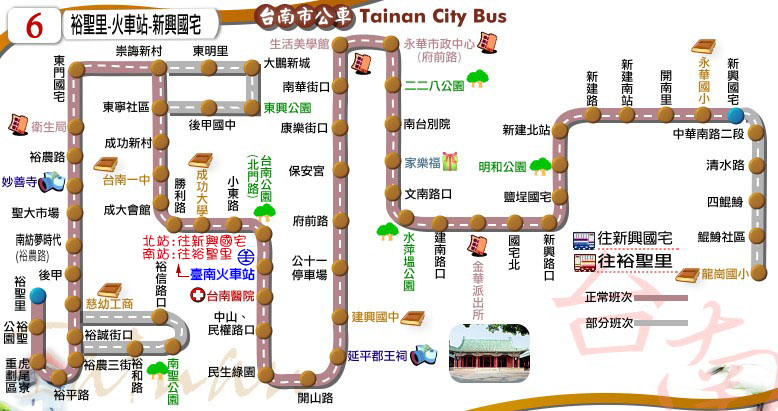 6
裕聖里-火車站-新興國宅
台南市公車 Tainan City Bus
東門國宅
崇誨新村
東明里
大鵬新城
東興公園
後甲國中
東寧社區
成功新村
台南一中
成大會館
勝利路
成功大學
小東路
台南公園
(北門路)
北站:往新興國宅
南站:往裕聖里
臺南火車站
台南醫院
中山、
民權路口
民生綠園
開山路
延平郡王祠
建興國中
公十一
停車場
府前路
保安宮
康樂街口
南華街口
生活美學館
永華市政中心
(府前路)
二二八公園
南台別院
家樂福
文南路口
水萍塭公園
建南路口
金華派出所
國宅北
新興路口
鹽埕國宅
明和公園
新建北站
新建路
新建南站
開南里
永華國小
新興國宅
中華南路二段
清水路
四鯤鯓
鯤鯓社區
龍崗國小
衛生局
裕農路
妙善寺
聖大市場
南紡夢時代
(裕農路)
後甲
慈幼工商
裕信路口
裕誠街口
裕農三街
裕和路
南聖公園
裕平路
虎尾寮
重劃區
裕聖公園
裕聖里
往新興國宅
往裕聖里
正常班次
部分班次
台南
Tainan